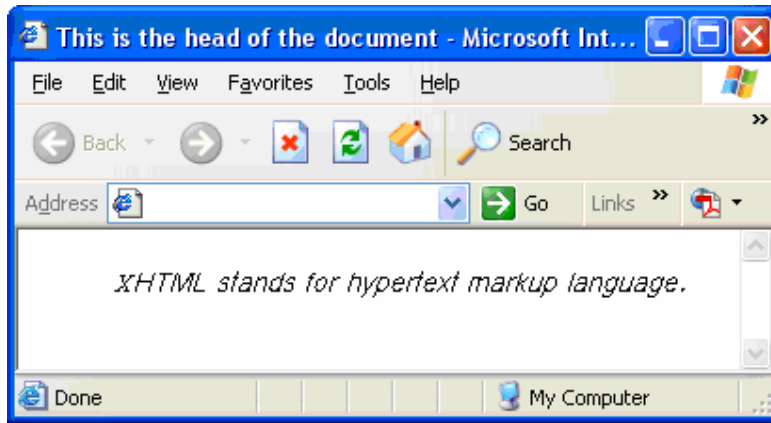 This is the head of the document - Microsoft Int...
File Edit View Favorites Tools Help
Back Search »
Address Go Links »
XHTML stands for hypertext markup language.
Done My Computer